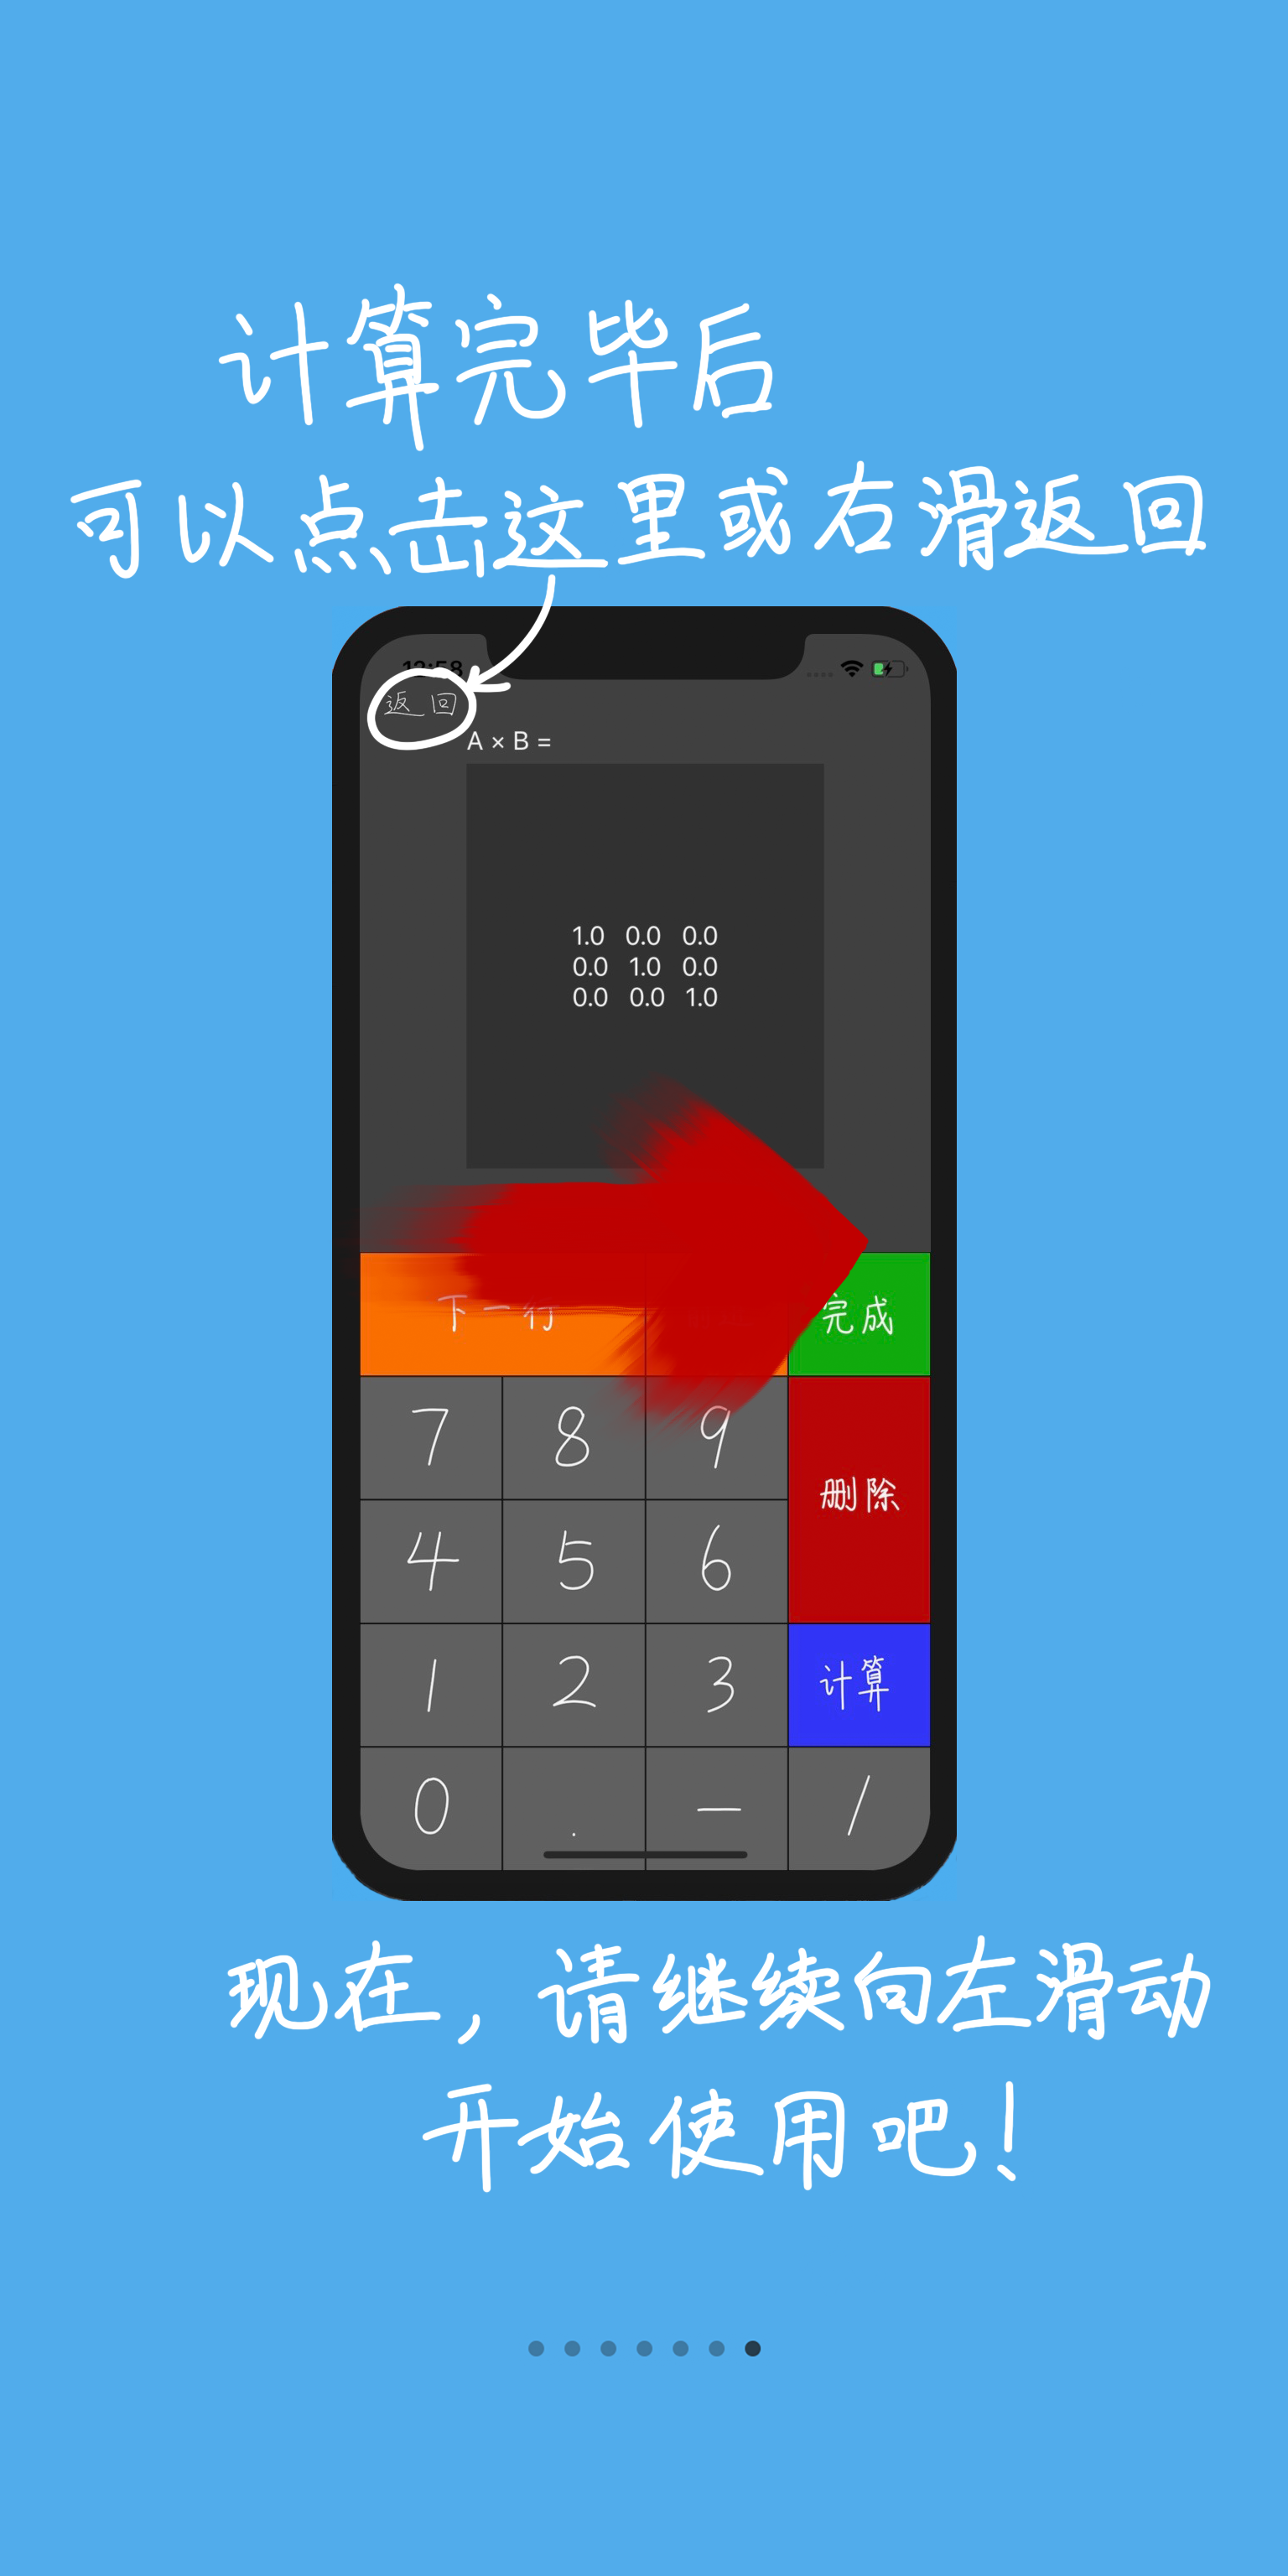 计算完毕后
可以点击这里或右滑返回
12:58
返回
A × B =
1.0 0.0 0.0
0.0 1.0 0.0
0.0 0.0 1.0
下一行
完成
7 8 9
删除
4 5 6
1 2 3 计算
0 . - /
现在，请继续向左滑动
开始使用吧！